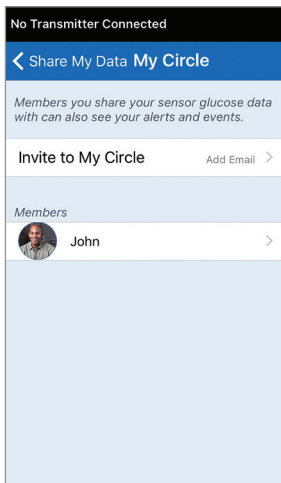 No Transmitter Connected
Share My Data My Circle
Members you share your sensor glucose data
with can also see your alerts and events.
Invite to My Circle Add Email
Members
John